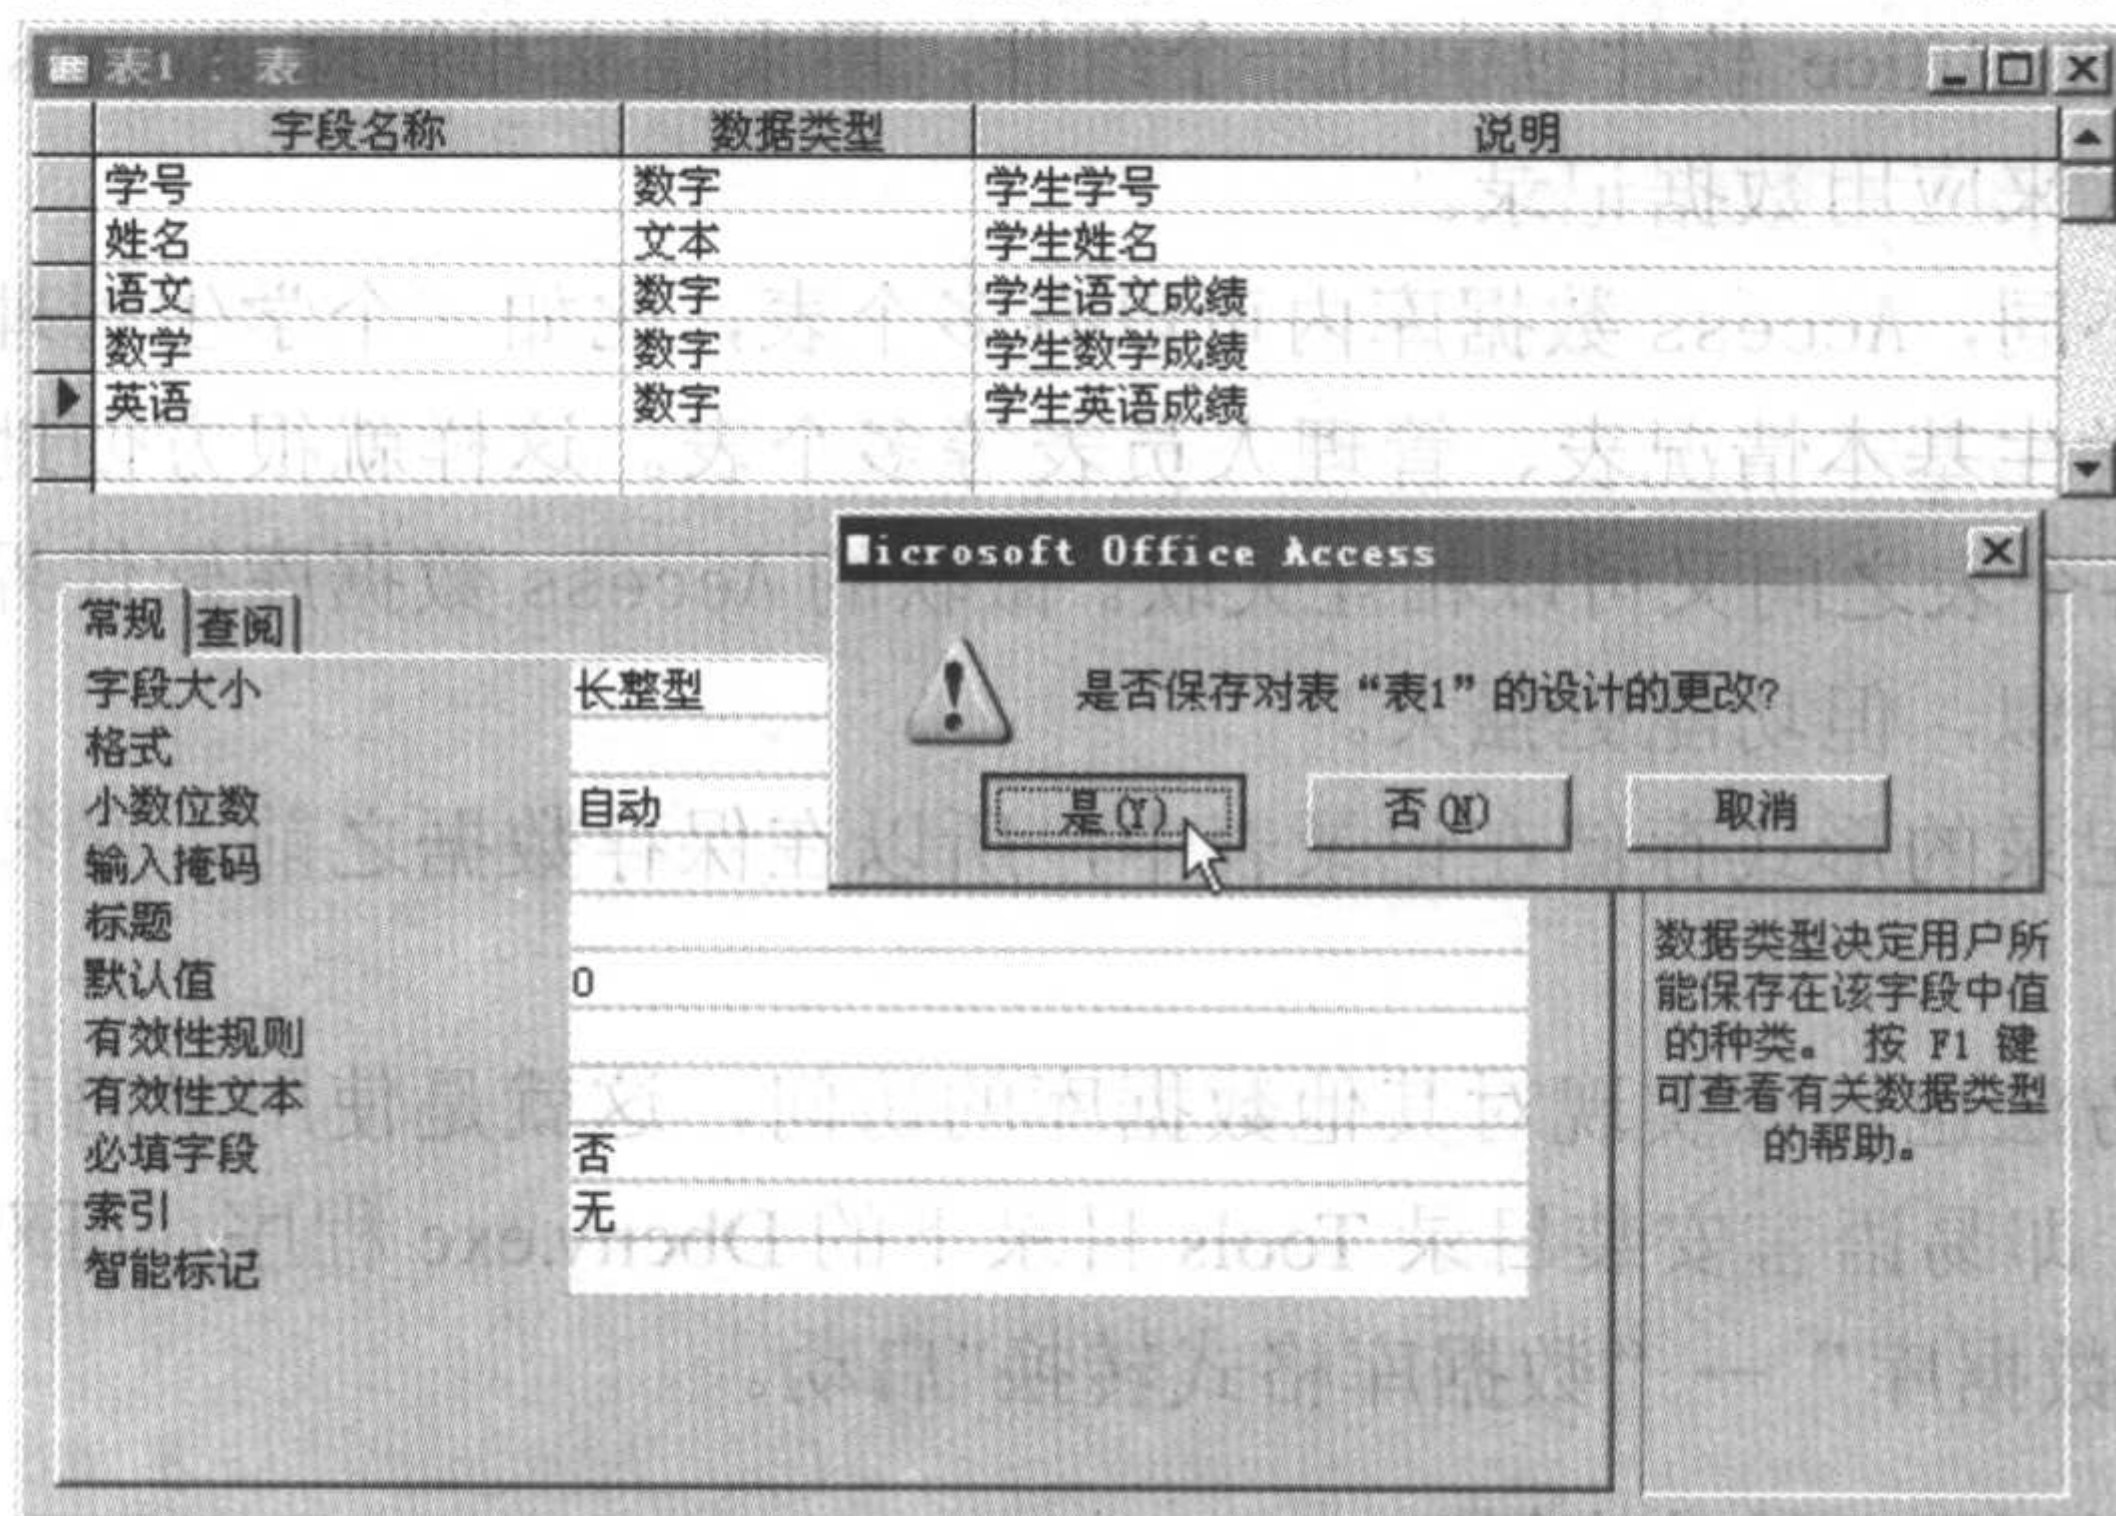 表1 : 表
字段名称 数据类型 说明
学号 数字 学生学号
姓名 文本 学生姓名
语文 数字 学生语文成绩
数学 数字 学生数学成绩
英语 数字 学生英语成绩
Microsoft Office Access
是否保存对表“表1”的设计的更改?
是(Y) 否(N) 取消
常规 查阅
字段大小 长整型
格式
小数位数 自动
输入掩码
标题
默认值 0
有效性规则
有效性文本
必填字段 否
索引 无
智能标记
数据类型决定用户所
能保存在该字段中值
的种类。 按 F1 键
可查看有关数据类型
的帮助。